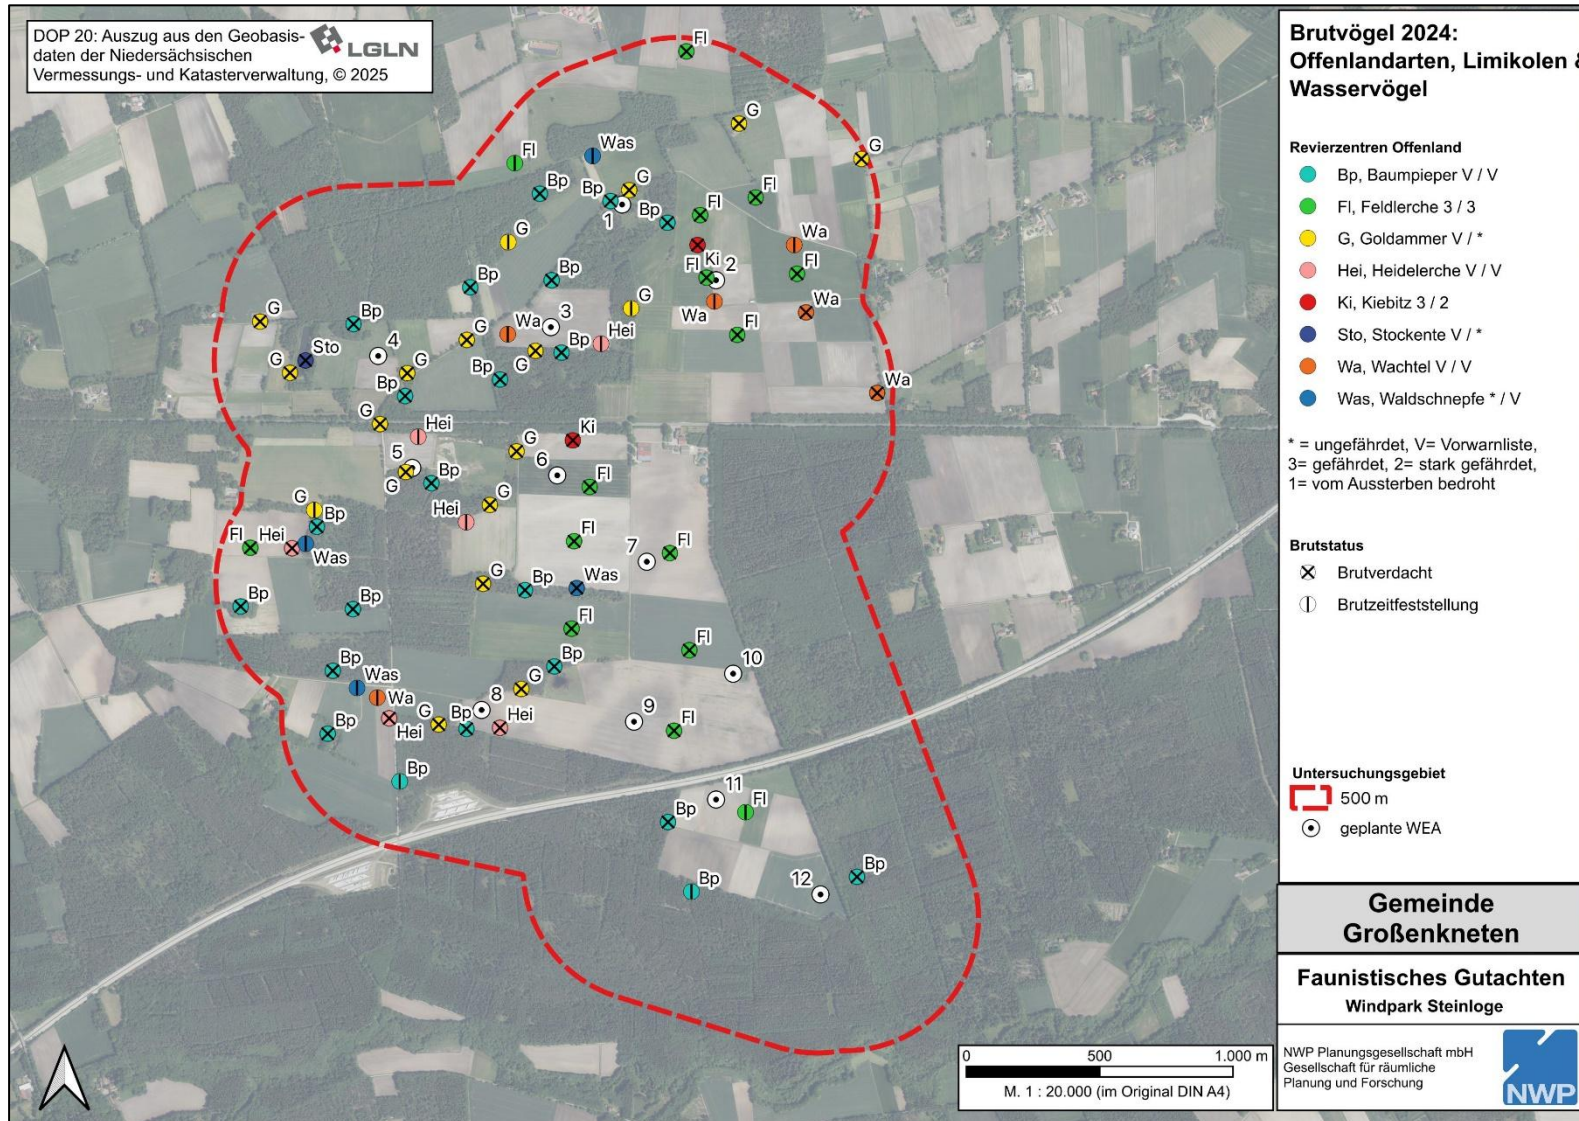 DOP 20: Auszug aus den Geobasis-
daten der Niedersächsischen
Vermessungs- und Katasterverwaltung, © 2025
LGLN
Fl
G
G
Fl
Was
Bp
Bp
G
1
Bp
Fl
Fl
G
Ki
Fl
2
Wa
Fl
Bp
Bp
G
Wa
Wa
G
Bp
3
Fl
Sto
4
G
Wa
G
Bp
Hei
G
G
Bp
Bp
Wa
G
Hei
G
Ki
5
G
Bp
6
Fl
G
Bp
Hei
G
Fl
Hei
Was
Fl
7
Fl
Bp
Bp
G
Bp
Was
Fl
Fl
Bp
Was
Wa
Bp
G
10
Bp
Hei
G
Bp
8
Hei
9
Fl
Bp
11
Fl
Bp
Bp
12
Bp
0 500 1.000 m
M. 1 : 20.000 (im Original DIN A4)
Brutvögel 2024:
Offenlandarten, Limikolen &
Wasservögel
Revierzentren Offenland
Bp, Baumpieper V / V
Fl, Feldlerche 3 / 3
G, Goldammer V / *
Hei, Heidelerche V / V
Ki, Kiebitz 3 / 2
Sto, Stockente V / *
Wa, Wachtel V / V
Was, Waldschnepfe * / V
* = ungefährdet, V= Vorwarnliste,
3= gefährdet, 2= stark gefährdet,
1= vom Aussterben bedroht
Brutstatus
Brutverdacht
Brutzeitfeststellung
Untersuchungsgebiet
500 m
geplante WEA
Gemeinde
Großenkneten
Faunistisches Gutachten
Windpark Steinloge
NWP Planungsgesellschaft mbH
Gesellschaft für räumliche
Planung und Forschung
NWP